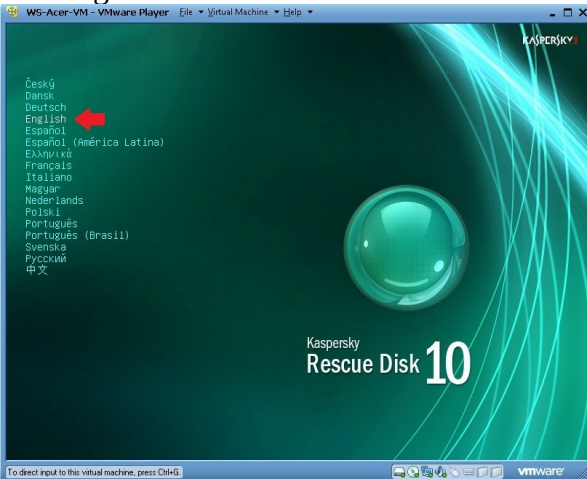 WS-Acer-VM - VMware Player File Virtual Machine Help
KASPERSKY
Český
Dansk
Deutsch
English
Español
Español (América Latina)
Ελληνικά
Français
Italiano
Magyar
Nederlands
Polski
Português
Português (Brasil)
Svenska
Русский
中文
Kaspersky
Rescue Disk 10
To direct input to this virtual machine, press Ctrl+G.
vmware